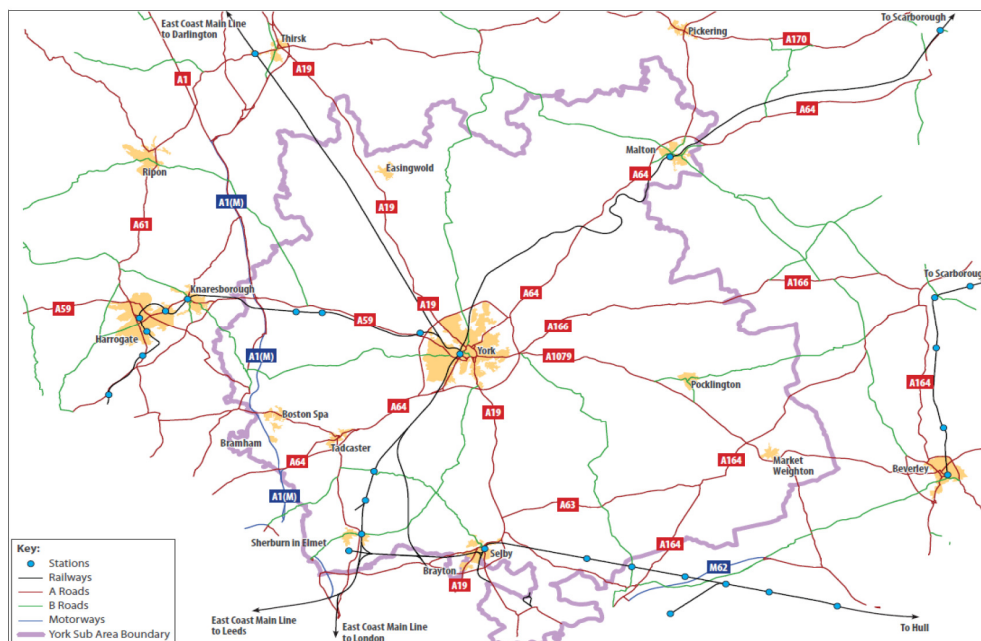 East Coast Main Line
to Darlington
Thirsk
Pickering
To Scarborough
A170
A1
A19
A64
Malton
Ripon
Easingwold
A64
A1(M)
A19
A61
Knaresborough
A59
Harrogate
A59
A19
A64
A166
A166
To Scarborough
York
A1079
A1(M)
A164
Pocklington
Boston Spa
A64
A19
Bramham
Tadcaster
A64
A164
Market
Weighton
Beverley
A1(M)
A63
Sherburn in Elmet
Selby
A164
Brayton
A19
M62
East Coast Main
Line to Leeds
East Coast Main Line
to London
To Hull
Key:
Stations
Railways
A Roads
B Roads
Motorways
York Sub Area Boundary